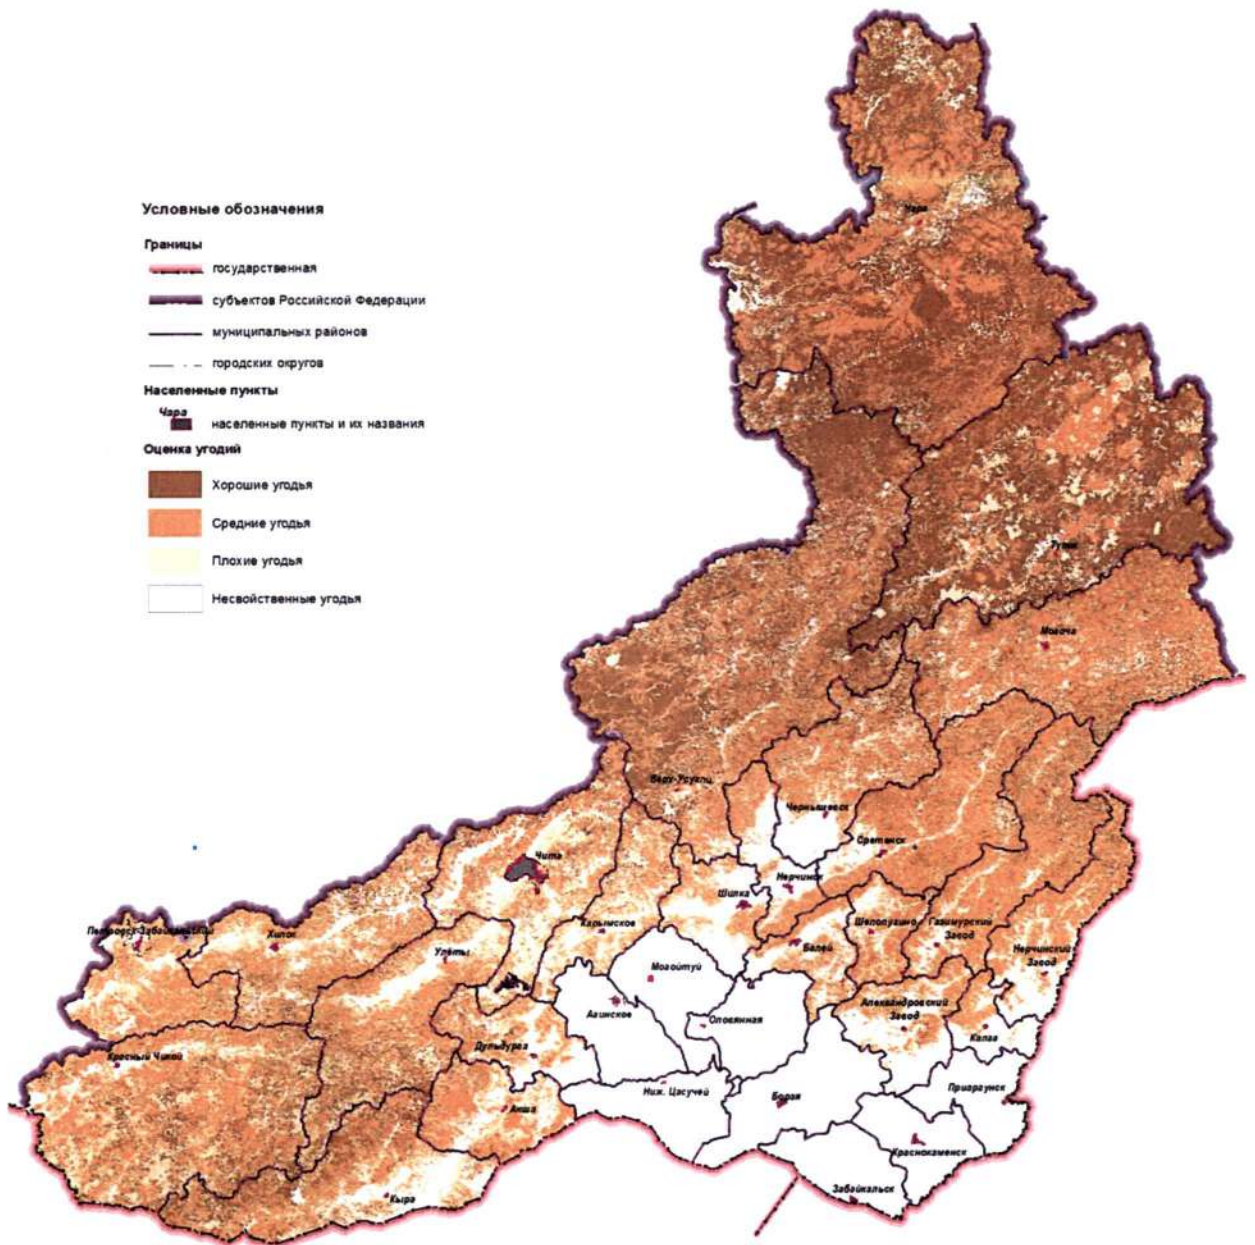 Условные обозначения
Границы
государственная
субъектов Российской Федерации
муниципальных районов
городских округов
Населенные пункты
Чара
населенные пункты и их названия
Оценка угодий
Хорошие угодья
Средние угодья
Плохие угодья
Несвойственные угодья
Чара
Тупик
Могоча
Верх-Усугли
Чернышевск
Сретенск
Чита
Нерчинск
Шилка
Петровск-Забайкальский
Хилок
Улёты
Карымское
Балей
Шелопугино
Газимурский
Завод
Нерчинский
Завод
Могойтуй
Агинское
Оловянная
Александровский
Завод
Калга
Дульдурга
Красный Чикой
Акша
Ниж. Цасучей
Борзя
Приаргунск
Краснокаменск
Забайкальск
Кыра